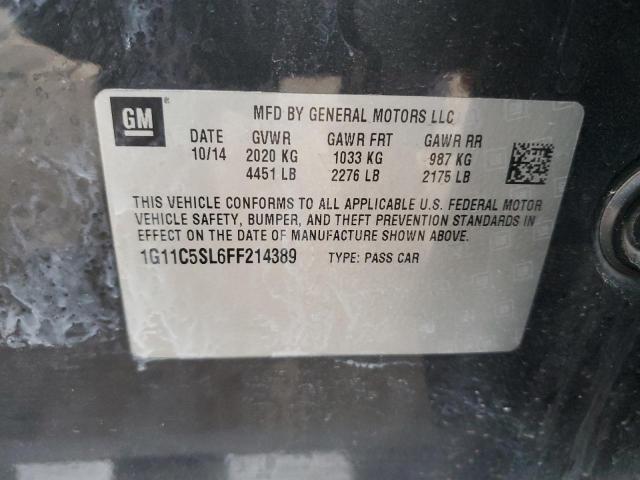 GM ®
MFD BY GENERAL MOTORS LLC
DATE GVWR GAWR FRT GAWR RR
10/14 2020 KG 1033 KG 987 KG
4451 LB 2276 LB 2175 LB
THIS VEHICLE CONFORMS TO ALL APPLICABLE U.S. FEDERAL MOTOR
VEHICLE SAFETY, BUMPER, AND THEFT PREVENTION STANDARDS IN
EFFECT ON THE DATE OF MANUFACTURE SHOWN ABOVE.
1G11C5SL6FF214389 TYPE: PASS CAR